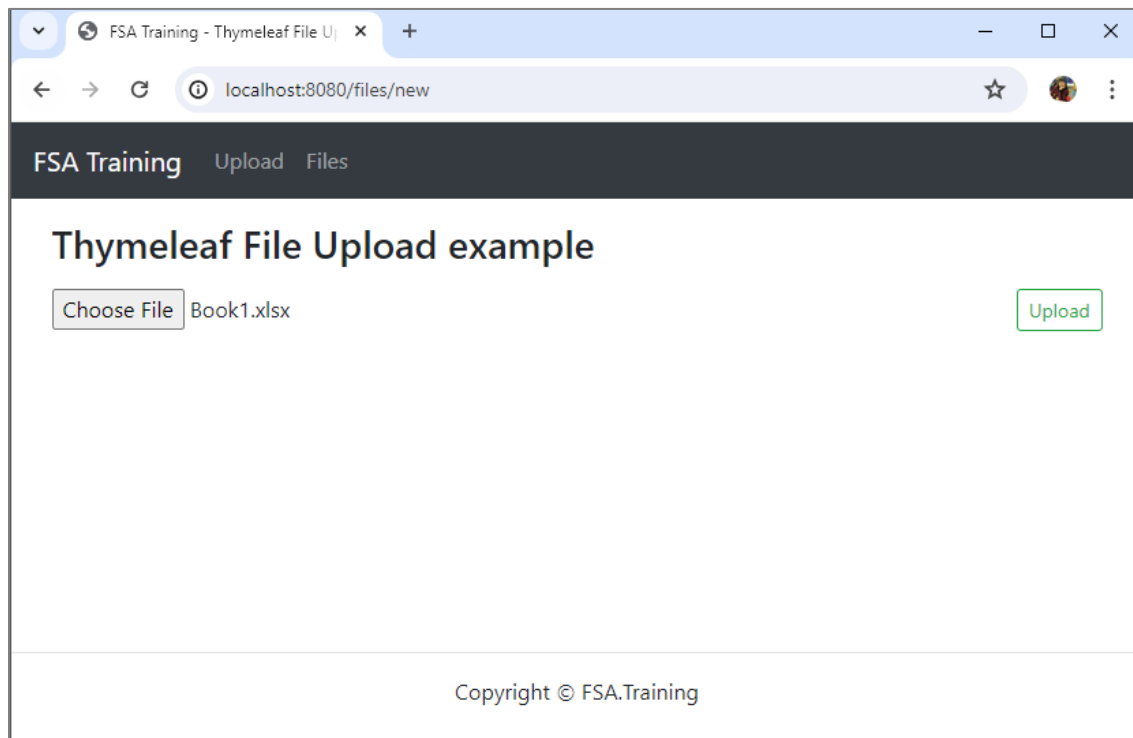 FSA Training - Thymeleaf File U
localhost:8080/files/new
FSA Training Upload Files
Thymeleaf File Upload example
Choose File Book1.xlsx Upload
Copyright © FSA.Training